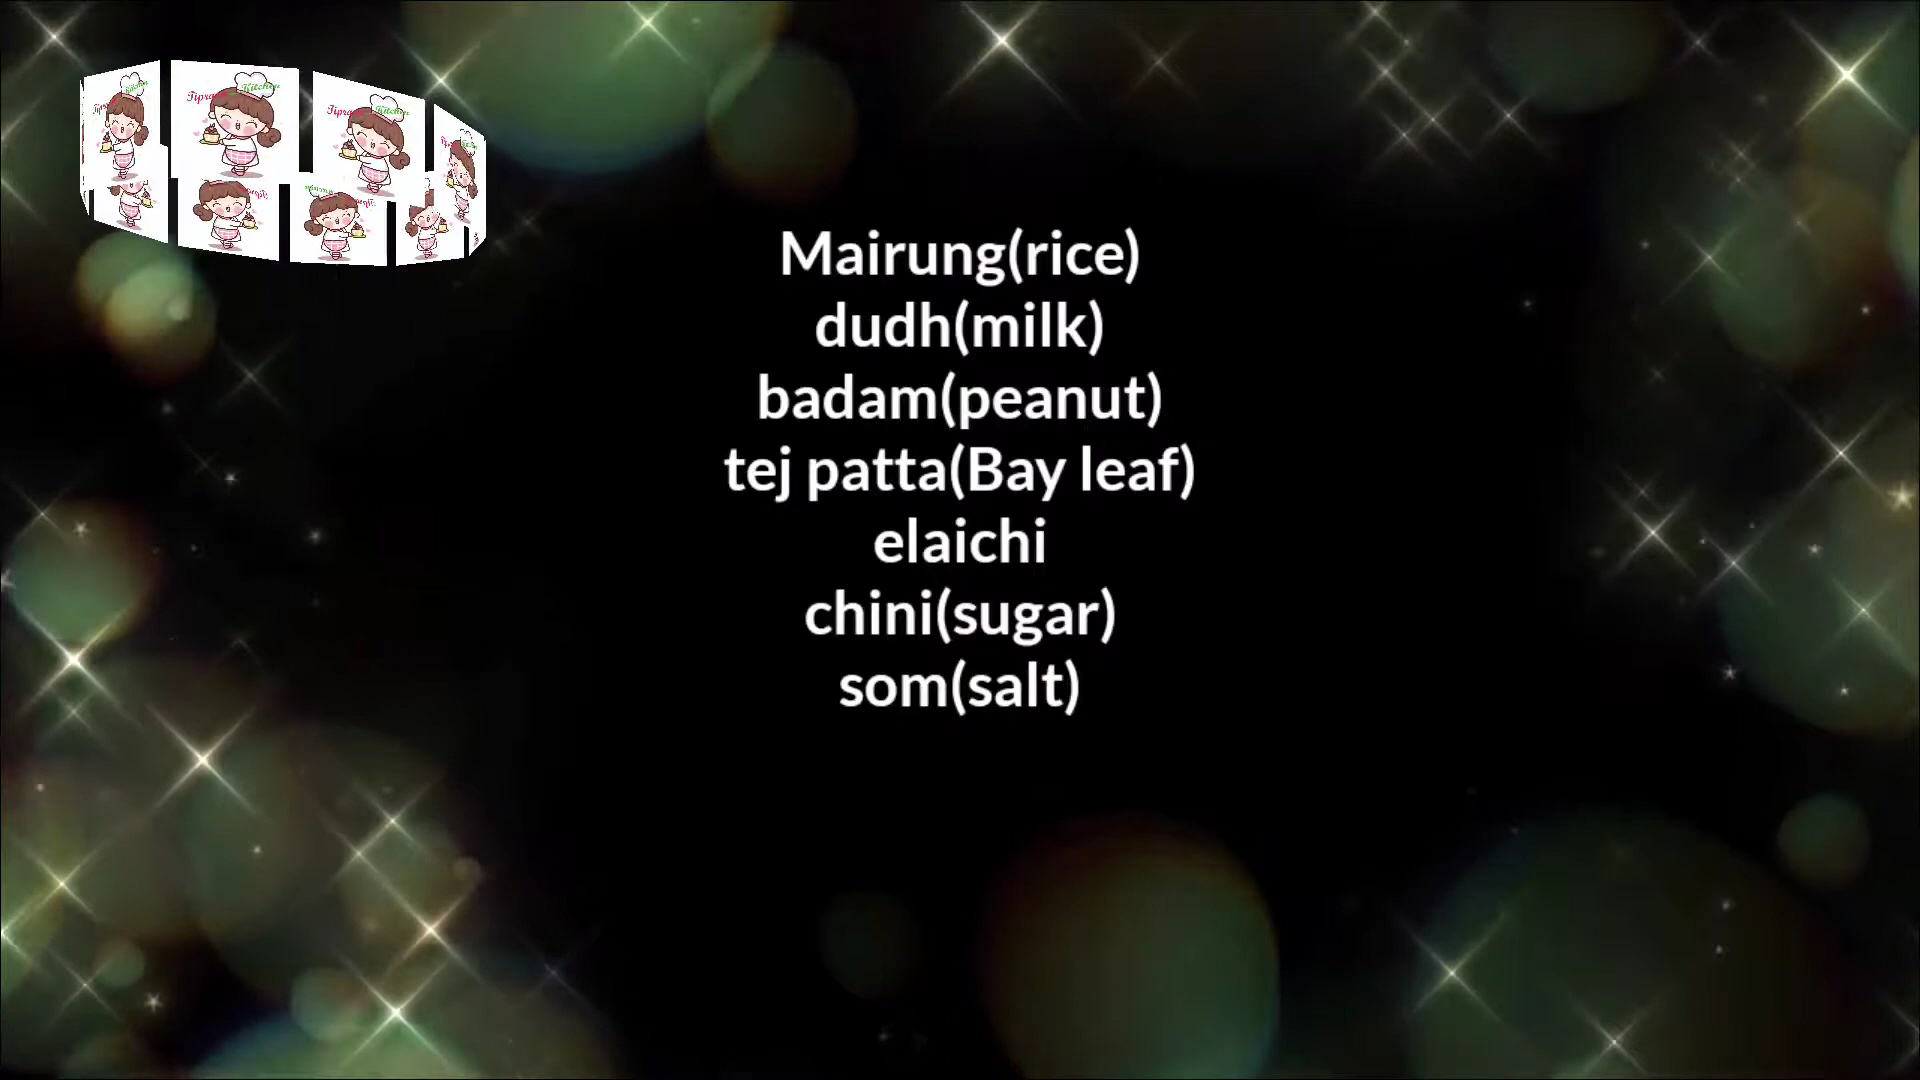 Mairung(rice)
dudh(milk)
badam(peanut)
tej patta(Bay leaf)
elaichi
chini(sugar)
som(salt)